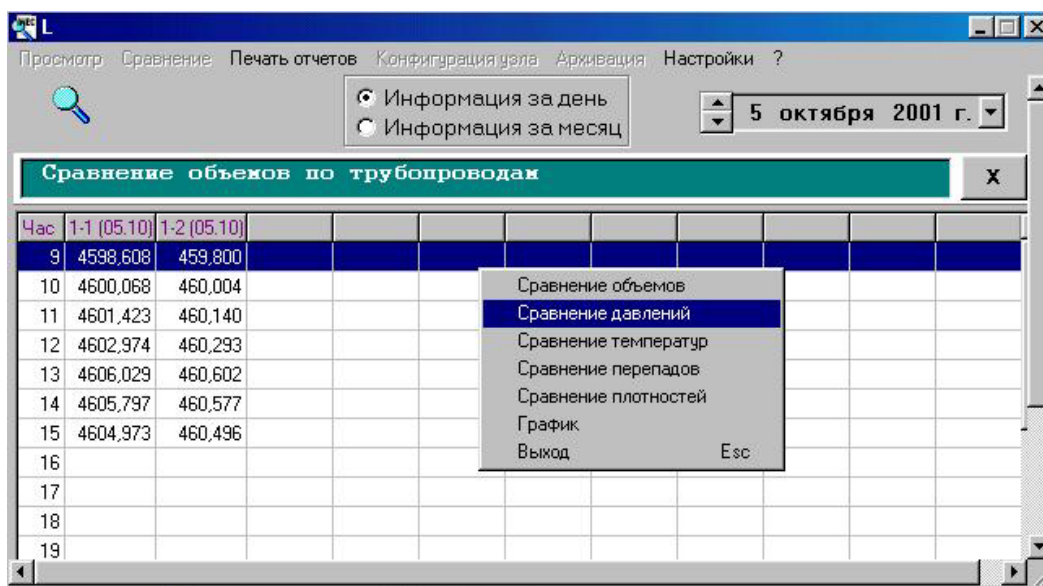 L
Просмотр Сравнение Печать отчетов Конфигурация узла Архивация Настройки ?
Информация за день
Информация за месяц
5 октября 2001 г.
Сравнение объемов по трубопроводам
X
Час 1-1 (05.10) 1-2 (05.10)
9 4598,608 459,800
10 4600,068 460,004
11 4601,423 460,140
12 4602,974 460,293
13 4606,029 460,602
14 4605,797 460,577
15 4604,973 460,496
16
17
18
19
Сравнение объемов
Сравнение давлений
Сравнение температур
Сравнение перепадов
Сравнение плотностей
График
Выход Esc